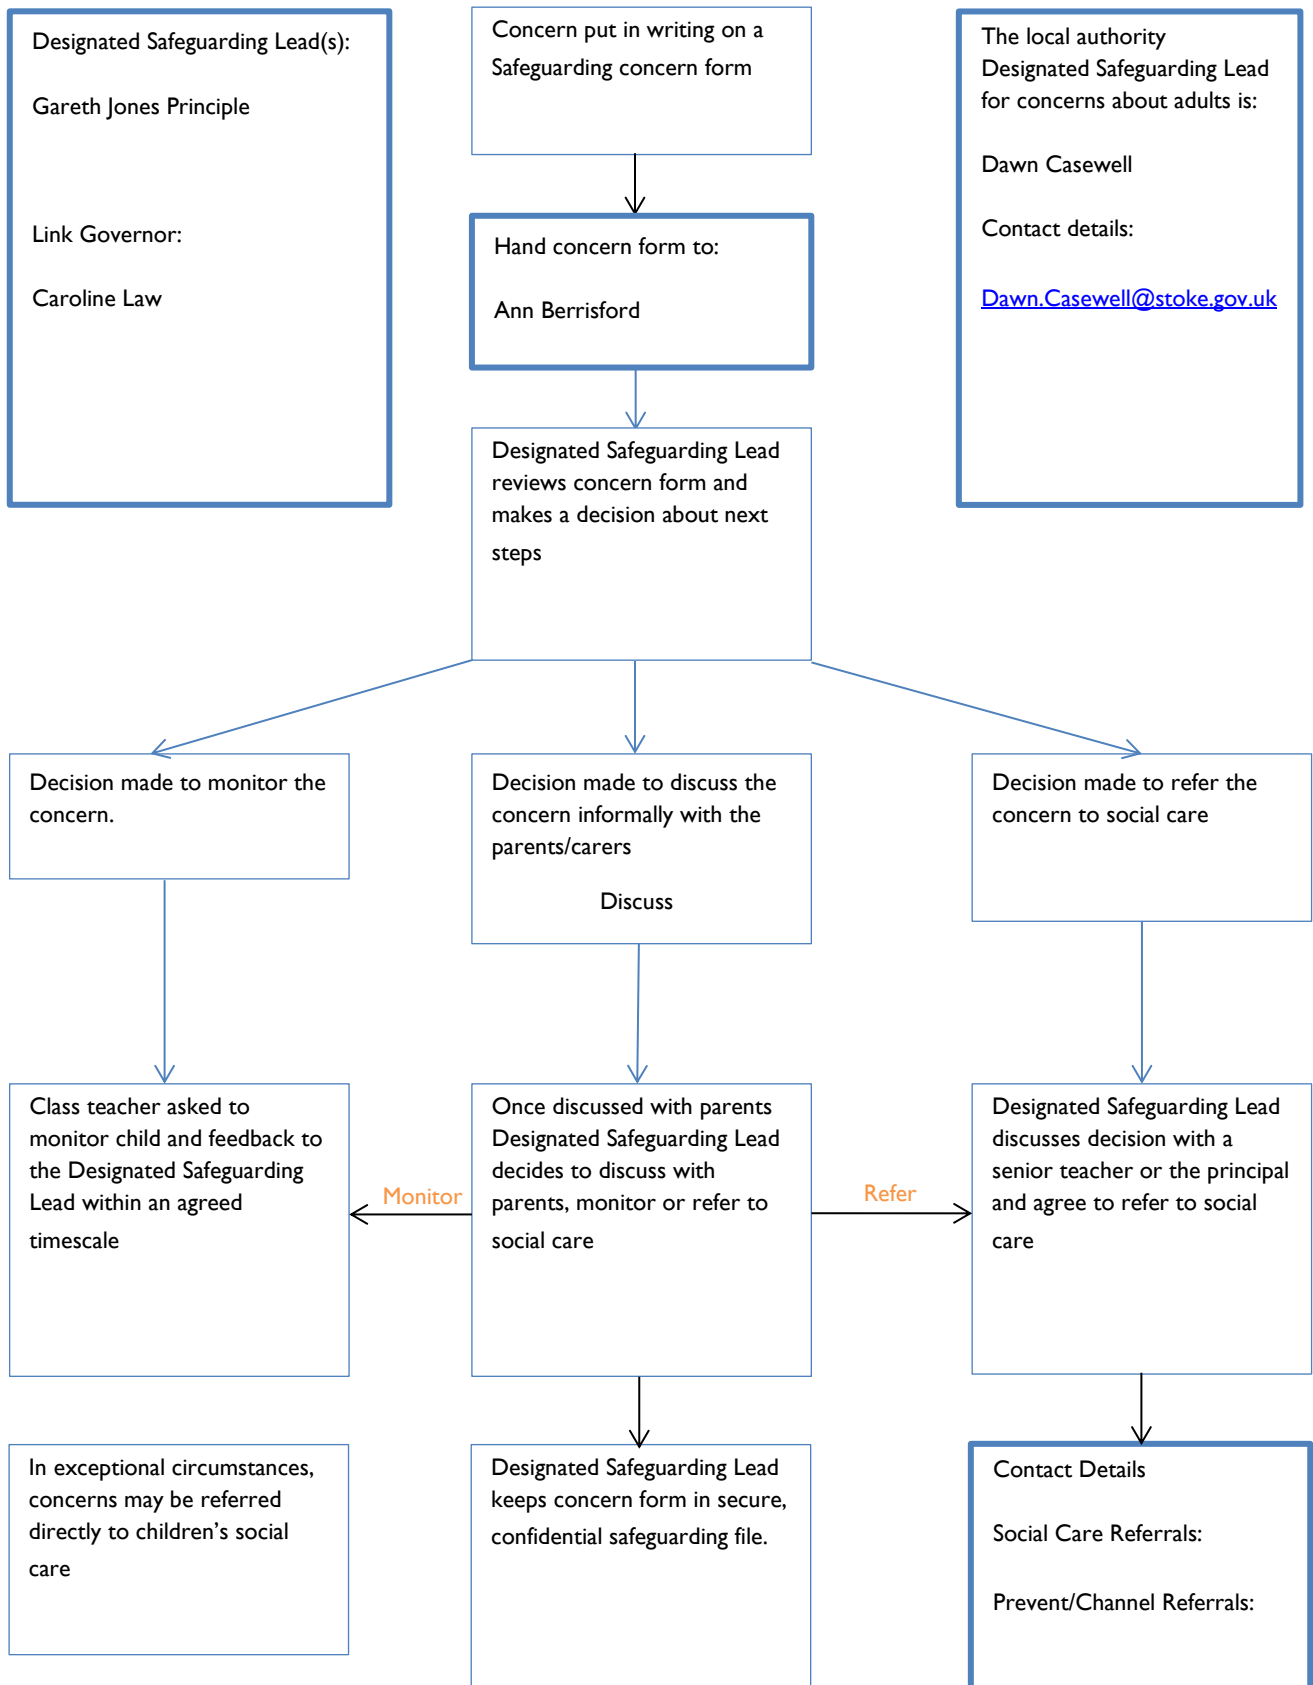 Designated Safeguarding Lead(s):
Gareth Jones Principle
Link Governor:
Caroline Law
Concern put in writing on a
Safeguarding concern form
The local authority
Designated Safeguarding Lead
for concerns about adults is:
Dawn Casewell
Contact details:
Dawn.Casewell@stoke.gov.uk
Hand concern form to:
Ann Berrisford
Designated Safeguarding Lead
reviews concern form and
makes a decision about next
steps
Decision made to monitor the
concern.
Decision made to discuss the
concern informally with the
parents/carers
Discuss
Decision made to refer the
concern to social care
Class teacher asked to
monitor child and feedback to
the Designated Safeguarding
Lead within an agreed
timescale
Monitor
Once discussed with parents
Designated Safeguarding Lead
decides to discuss with
parents, monitor or refer to
social care
Refer
Designated Safeguarding Lead
discusses decision with a
senior teacher or the principal
and agree to refer to social
care
In exceptional circumstances,
concerns may be referred
directly to children’s social
care
Designated Safeguarding Lead
keeps concern form in secure,
confidential safeguarding file.
Contact Details
Social Care Referrals:
Prevent/Channel Referrals: